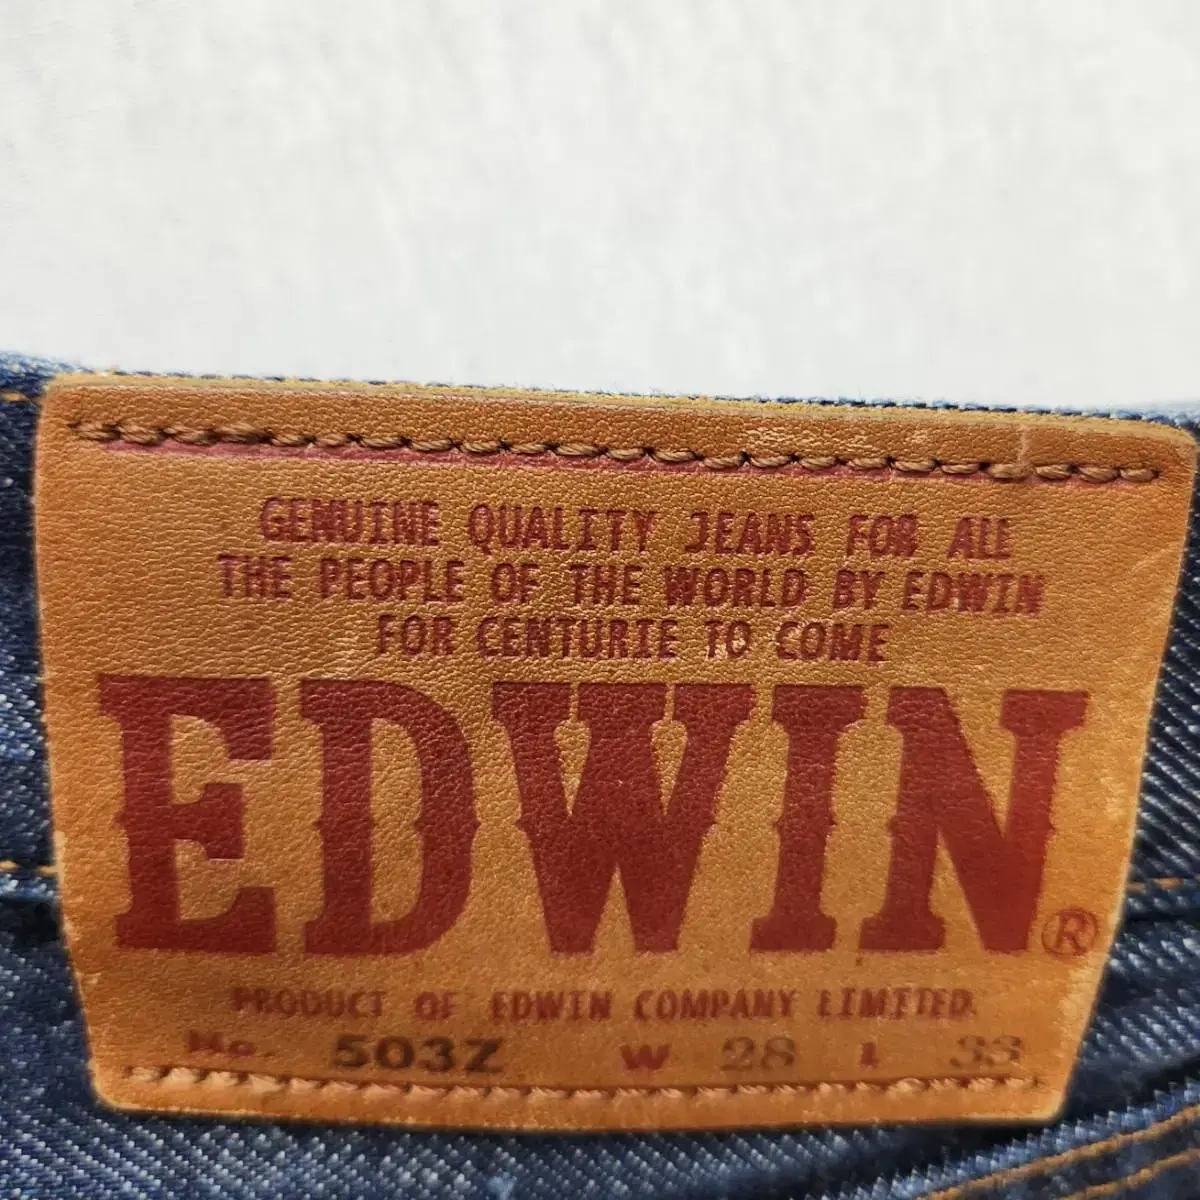 GENUINE QUALITY JEANS FOR ALL
THE PEOPLE OF THE WORLD BY EDWIN
FOR CENTURIE TO COME
EDWIN®
PRODUCT OF EDWIN COMPANY LIMITED.
No. 503Z W 28 L 33